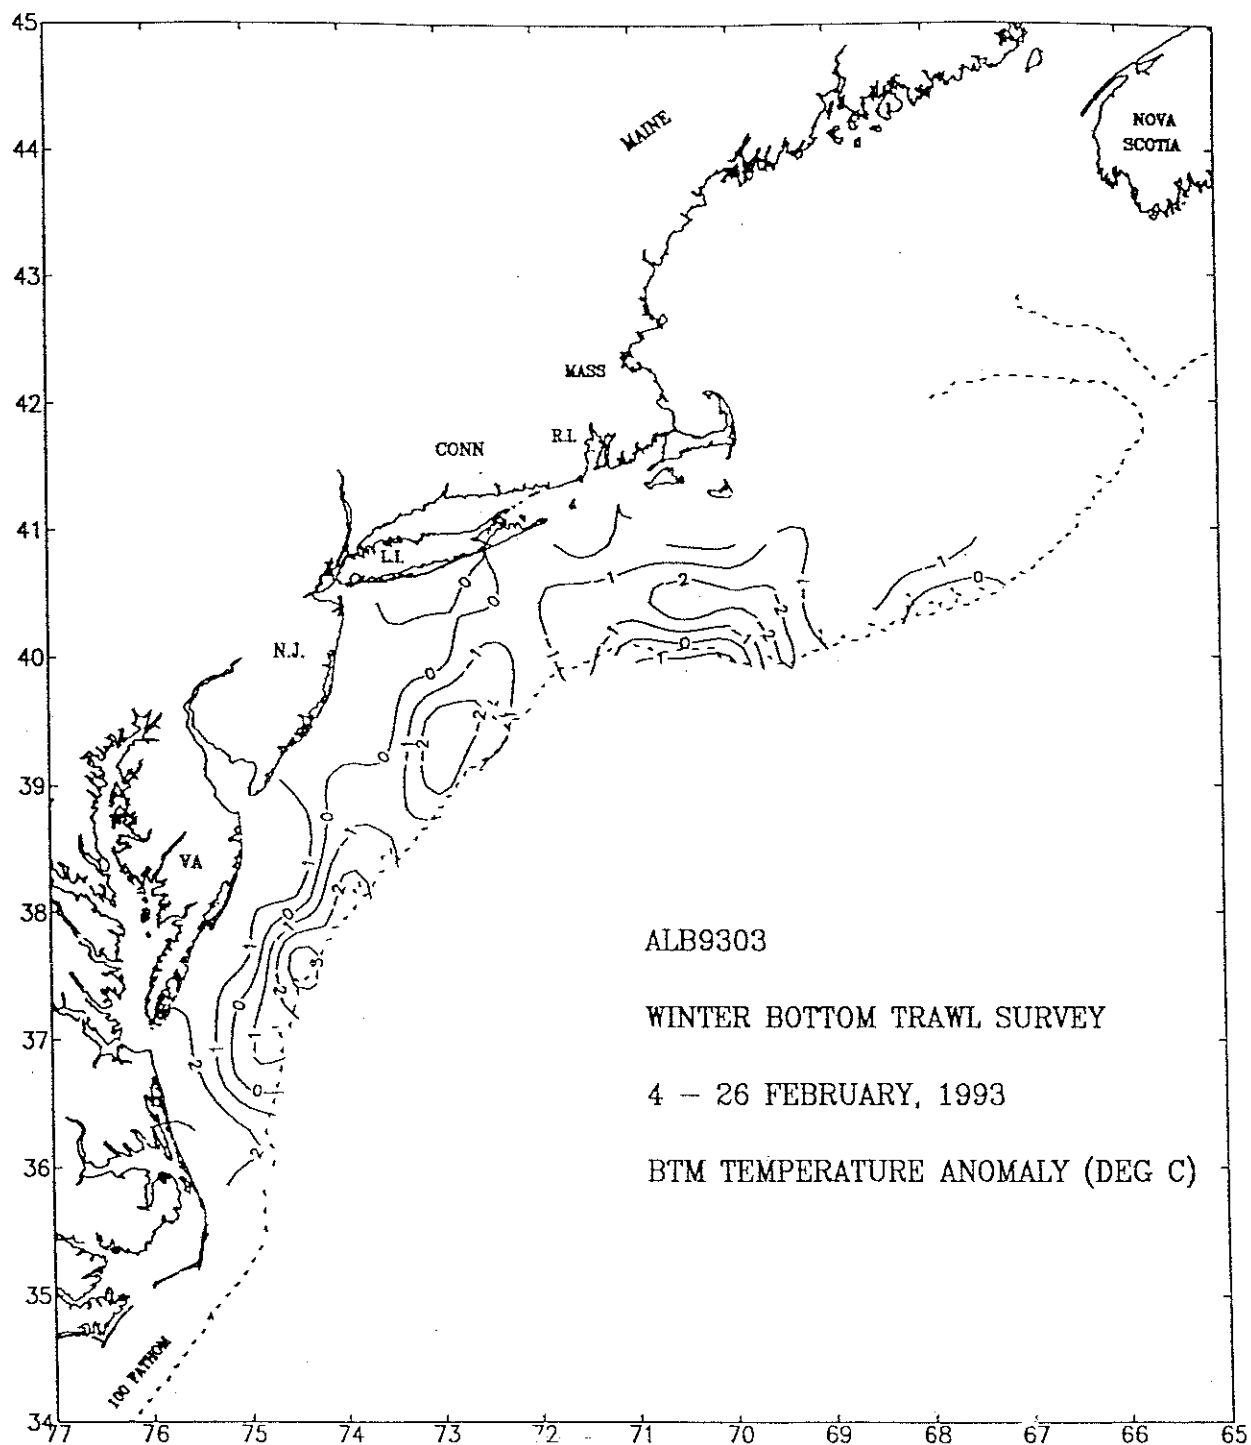 45
44
43
42
41
40
39
38
37
36
35
34
MAINE
NOVA
SCOTIA
MASS
R.I.
CONN
L.I.
N.J.
VA
100 FATHOM
ALB9303
WINTER BOTTOM TRAWL SURVEY
4 – 26 FEBRUARY, 1993
BTM TEMPERATURE ANOMALY (DEG C)
77 76 75 74 73 72 71 70 69 68 67 66 65